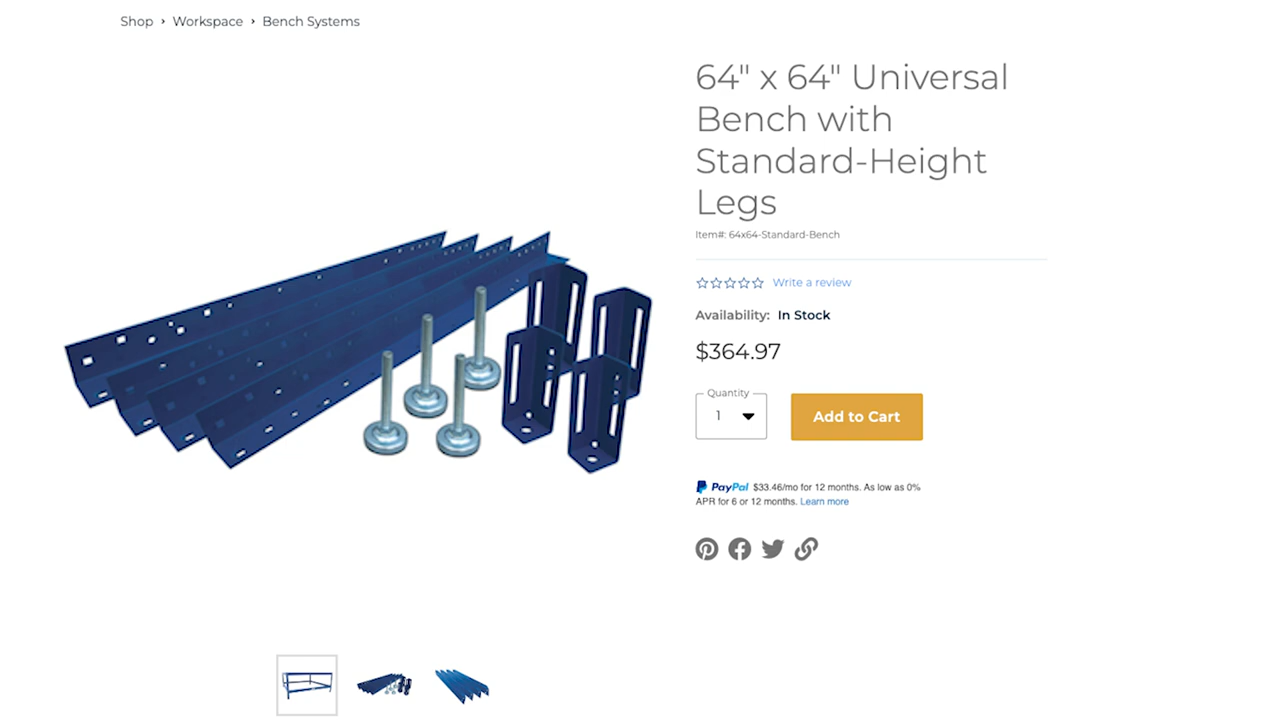 Shop › Workspace › Bench Systems
64" x 64" Universal
Bench with
Standard-Height
Legs
Item#: 64x64-Standard-Bench
Write a review
Availability: In Stock
$364.97
Quantity
1
Add to Cart
PayPal $33.46/mo for 12 months. As low as 0%
APR for 6 or 12 months. Learn more